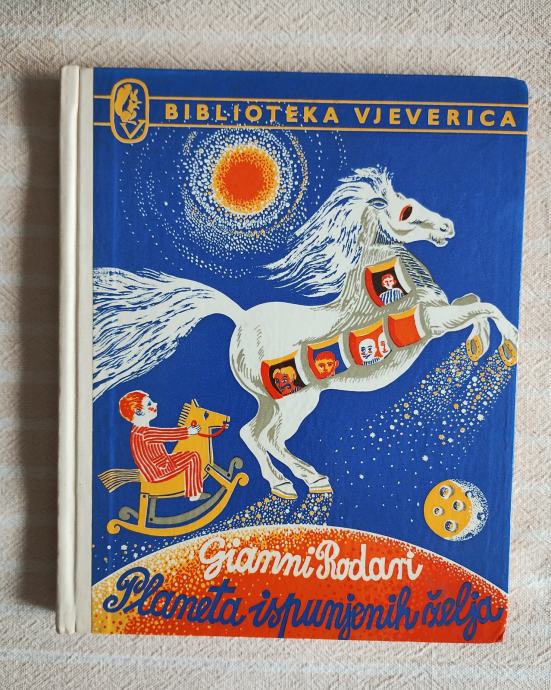 BIBLIOTEKA VJEVERICA
Gianni Rodari
Planeta ispunjenih želja